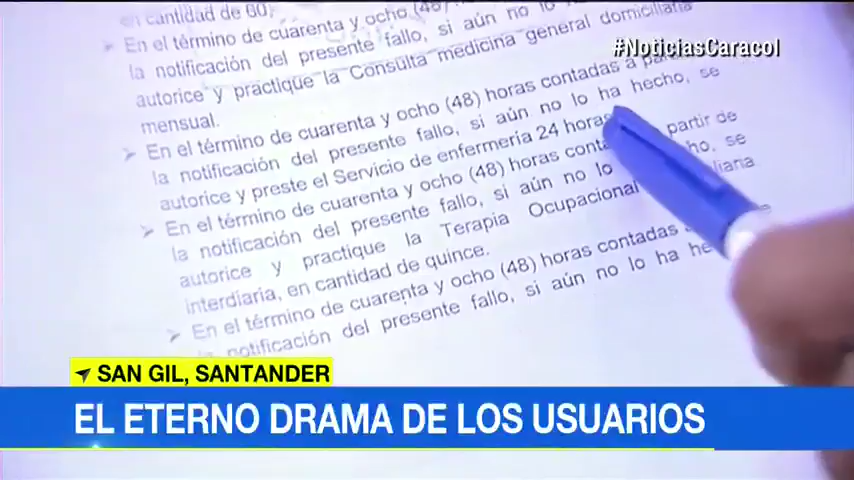 en cantidad de 60.
#NoticiasCaracol
En el término de cuarenta y ocho (48)
la notificación del presente fallo, si aún no lo
autorice y practique la Consulta medicina general domiciliaria
mensual.
En el término de cuarenta y ocho (48) horas contadas a
la notificación del presente fallo, si aún no lo ha hecho, se
autorice y preste el Servicio de enfermería 24 horas
En el término de cuarenta y ocho (48) horas partir de
la notificación del presente fallo, si aún no lo se
autorice y practique la Terapia Ocupacional
interdiaria, en cantidad de quince.
En el término de cuarenta y ocho (48) horas contadas
la notificación del presente fallo, si aún no lo ha
SAN GIL, SANTANDER
EL ETERNO DRAMA DE LOS USUARIOS